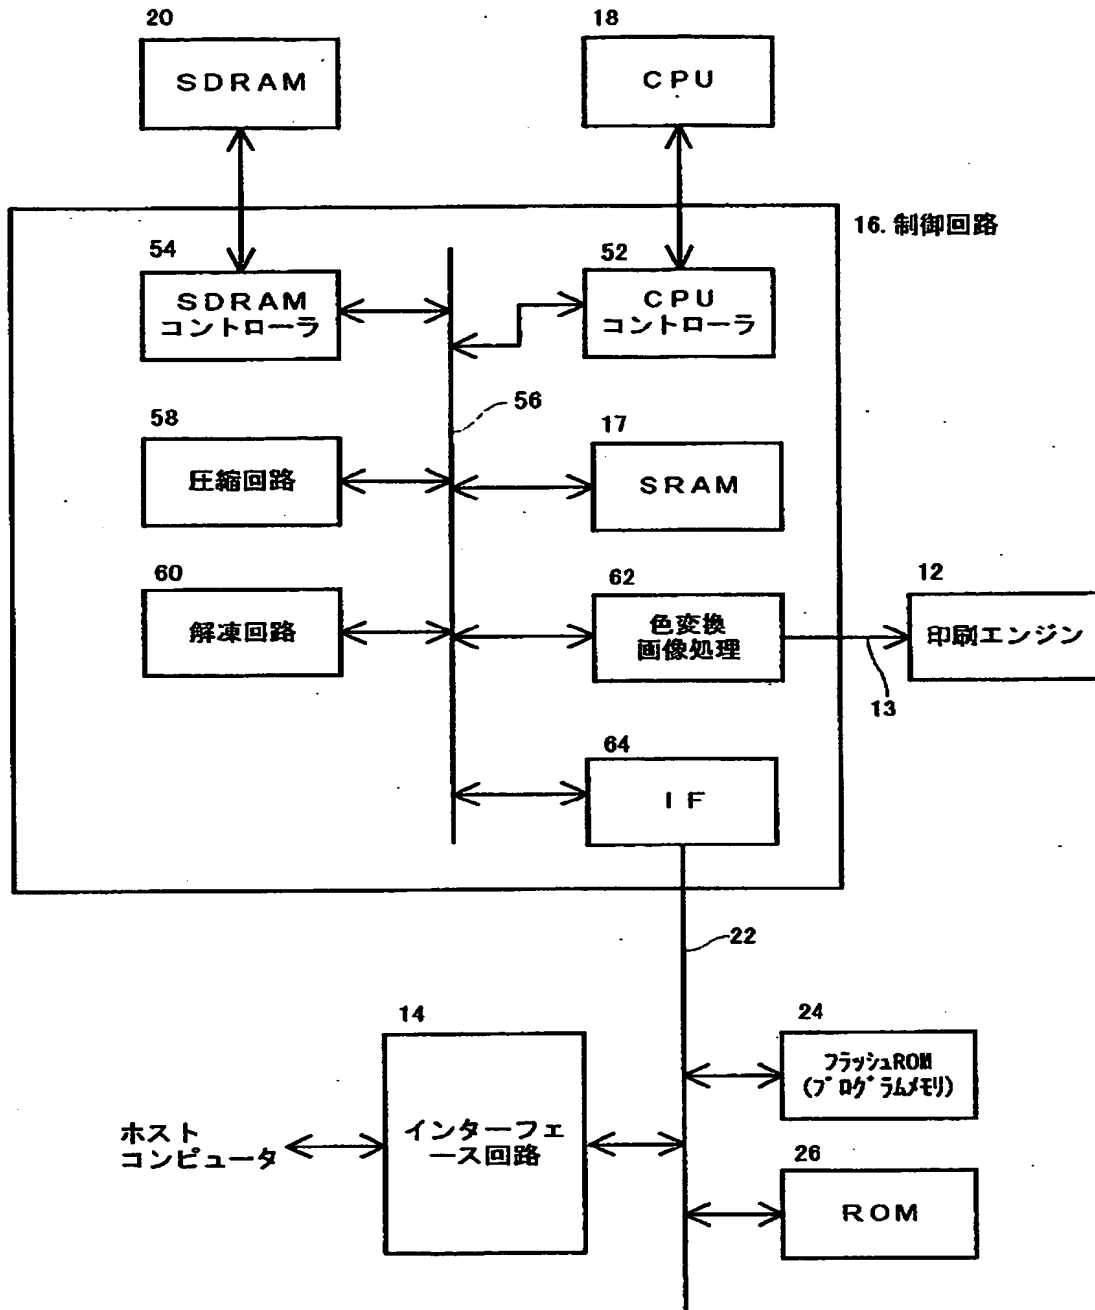 20
SDRAM
18
CPU
16. 制御回路
54
SDRAM
コントローラ
52
CPU
コントローラ
56
58
圧縮回路
17
SRAM
60
解凍回路
62
色変換
画像処理
12
印刷エンジン
13
64
IF
22
14
インターフェ
ース回路
ホスト
コンピュータ
24
フラッシュROM
(プログラムメモリ)
26
ROM